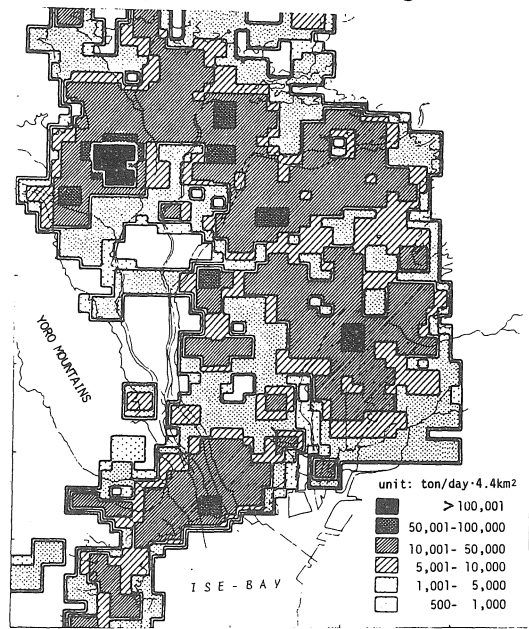 YORO MOUNTAINS
unit: ton/day·4.4km²
> 100,001
50,001-100,000
10,001- 50,000
5,001- 10,000
1,001- 5,000
500- 1,000
ISE-BAY